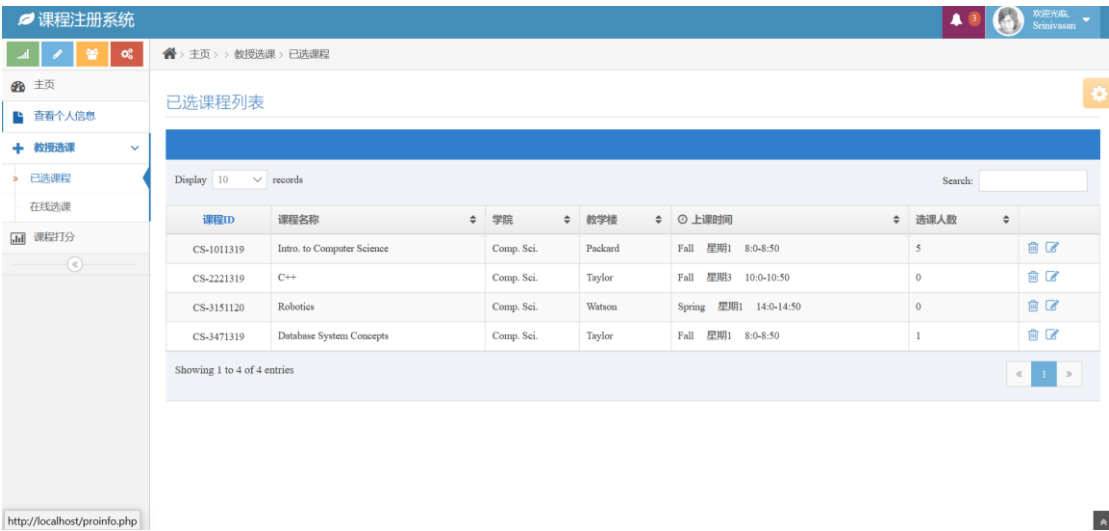 课程注册系统
3
欢迎光临,
Srinivasan
主页 > > 教授选课 > 已选课程
主页
查看个人信息
教授选课
已选课程
在线选课
课程打分
已选课程列表
Display 10 records
Search:
课程ID 课程名称 学院 教学楼 上课时间 选课人数
CS-1011319 Intro. to Computer Science Comp. Sci. Packard Fall 星期1 8:0-8:50 5
CS-2221319 C++ Comp. Sci. Taylor Fall 星期3 10:0-10:50 0
CS-3151120 Robotics Comp. Sci. Watson Spring 星期1 14:0-14:50 0
CS-3471319 Database System Concepts Comp. Sci. Taylor Fall 星期1 8:0-8:50 1
Showing 1 to 4 of 4 entries
« 1 »
http://localhost/proinfo.php